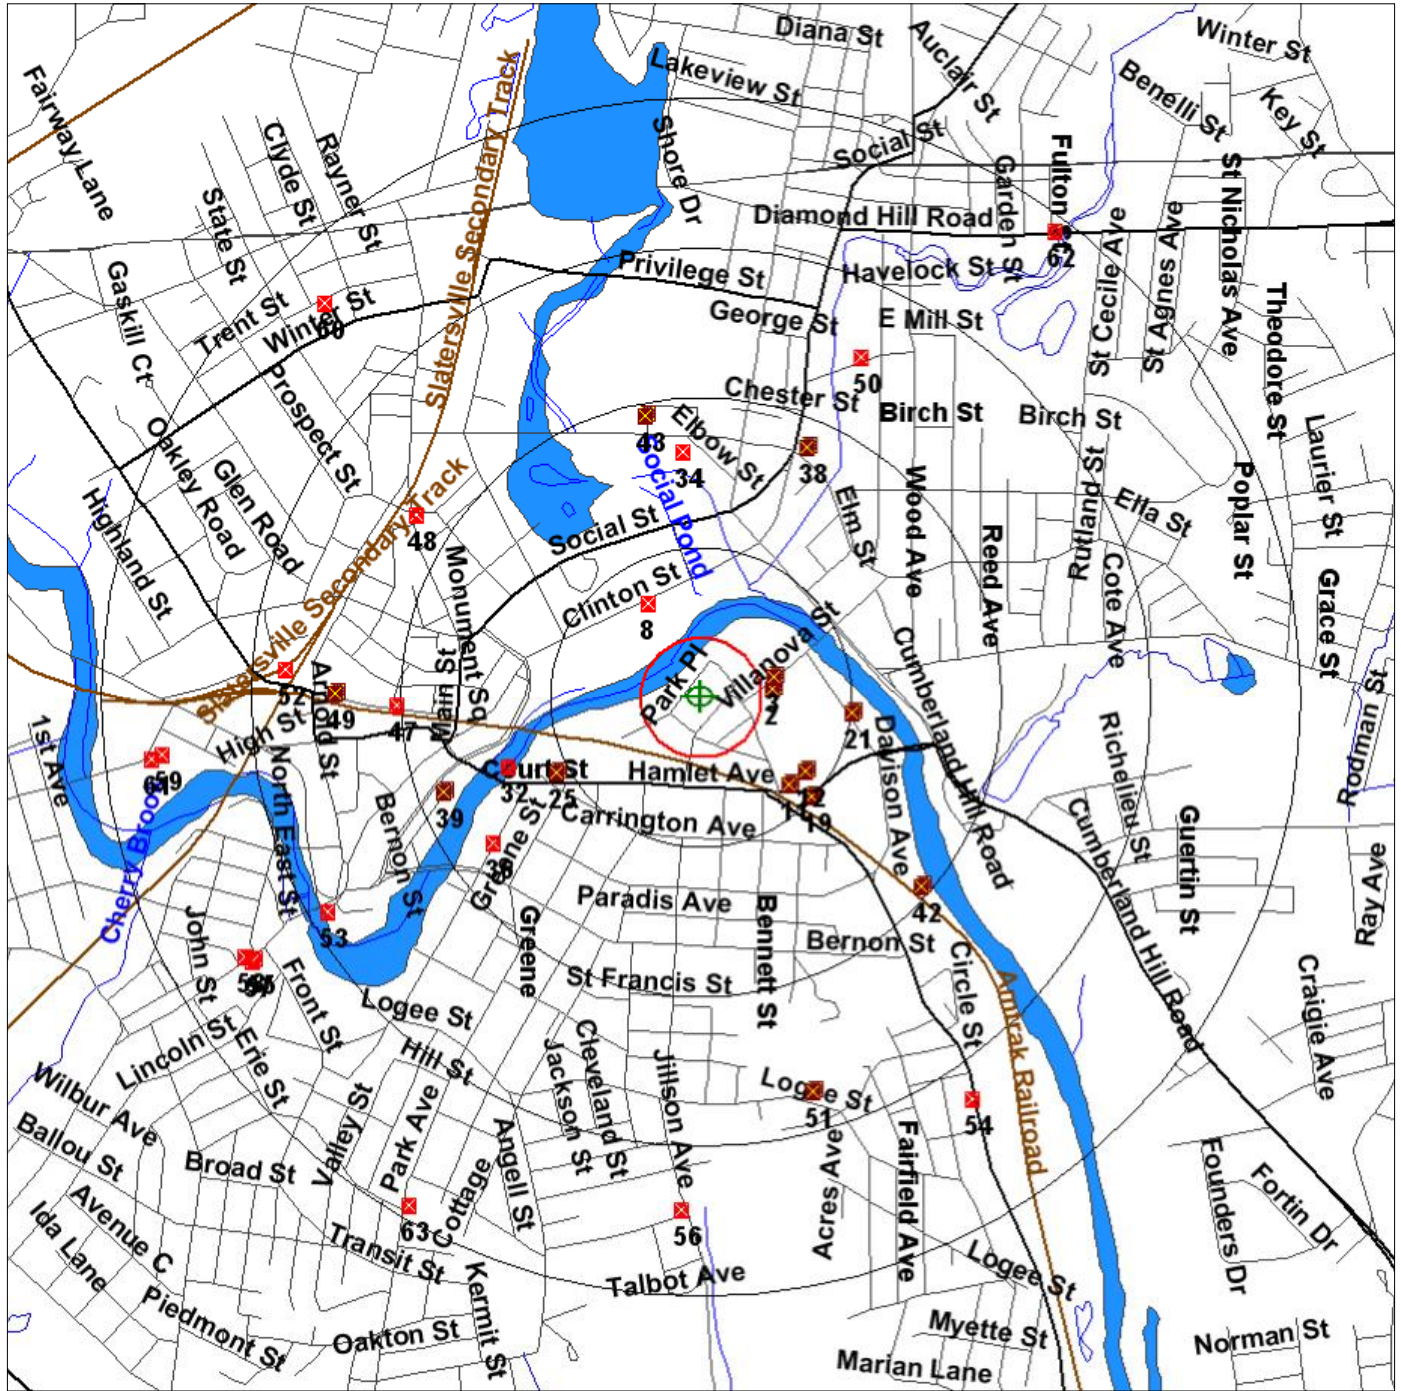 Diana St
Auclair St
Winter St
Lakeview St
Benelli St
Key St
Fairway Lane
Slatersville Secondary Track
Clyde St
Rayner St
Shore Dr
Social St
Fulton
Garden St
St Nicholas Ave
State St
Diamond Hill Road
62
St Cecile Ave
St Agnes Ave
Gaskill Ct
Privilege St
Havelock St
Trent St
Winter St
60
George St
E Mill St
Theodore St
Prospect St
50
Chester St
Birch St
Birch St
Oakley Road
Glen Road
43
Elbow St
34
38
Laurier St
Highland St
Slatersville Secondary Track
48
Social Pond
Social St
Elm St
Wood Ave
Reed Ave
Rutland St
Ella St
Poplar St
Monument Sq
Clinton St
8
Cote Ave
Grace St
Park Pl
Villanova St
Cumberland Hill Road
52
Arnold St
49
47
Main St
2
21
Davison Ave
Richelieu St
Rodman St
1st Ave
High St
North East St
59
Cherry Brook
Court St
32
25
Hamlet Ave
19
39
Bernon St
Carrington Ave
Greene St
Cumberland Hill Road
Guertin St
Ray Ave
Paradis Ave
42
Bennett St
Bernon St
John St
53
Greene
Front St
St Francis St
Circle St
Amtrak Railroad
Craigie Ave
Logee St
Lincoln St
Erie St
Hill St
Jackson St
Cleveland St
Jillson Ave
Logee St
51
54
Wilbur Ave
Ballou St
Broad St
Valley St
Park Ave
Cottage
Angell St
Acres Ave
Fairfield Ave
Founders Dr
Fortin Dr
Avenue C
Ida Lane
63
56
Transit St
Talbot Ave
Logee St
Piedmont St
Oakton St
Kermit St
Myette St
Norman St
Marian Lane